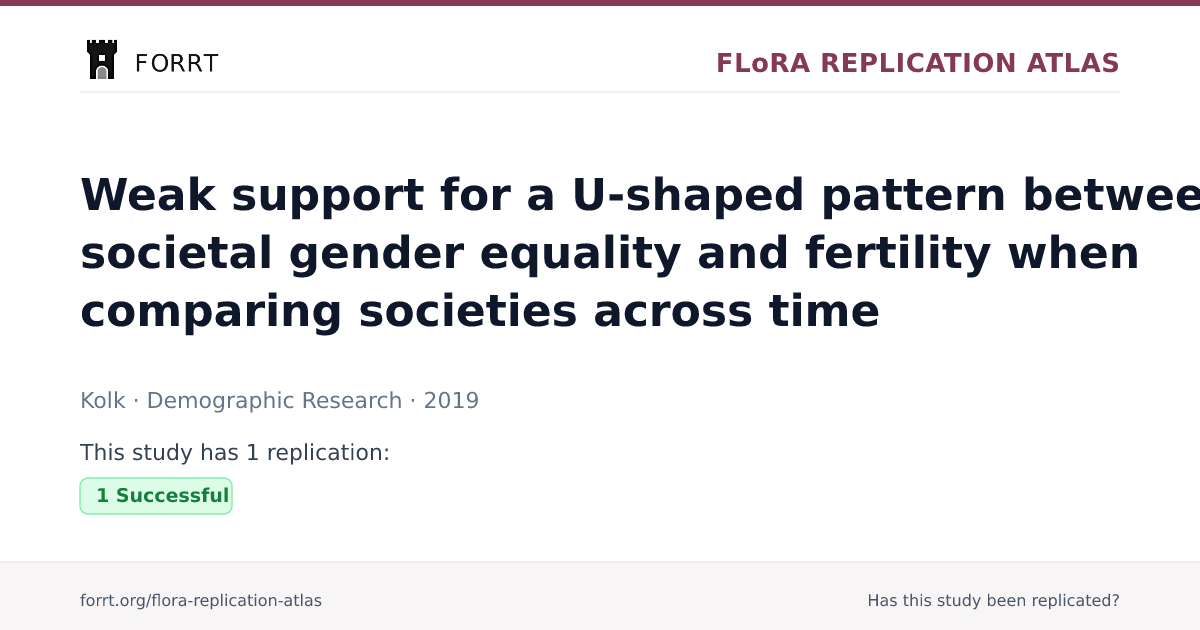 FORRT
FLoRA REPLICATION ATLAS
Weak support for a U-shaped pattern betwee
societal gender equality and fertility when
comparing societies across time
Kolk · Demographic Research · 2019
This study has 1 replication:
1 Successful
forrt.org/flora-replication-atlas
Has this study been replicated?